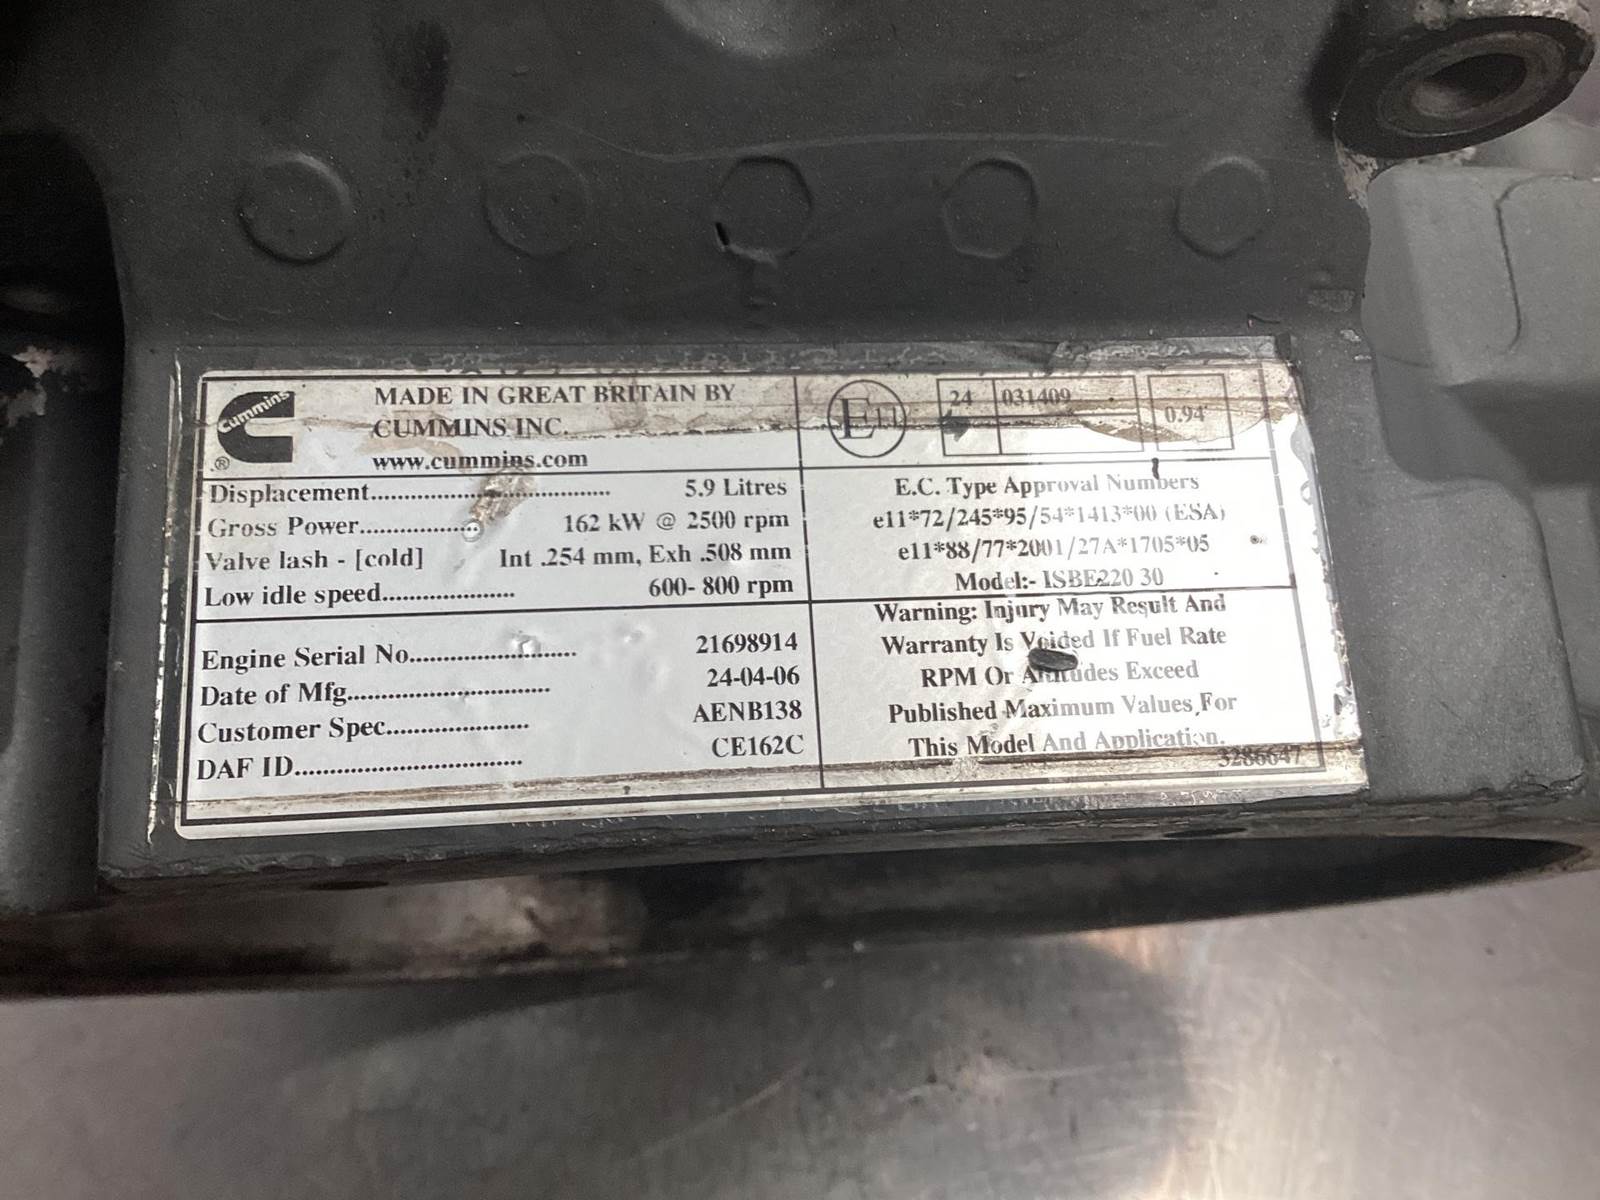 cummins
®
MADE IN GREAT BRITAIN BY
CUMMINS INC.
www.cummins.com
E11
24 031409
0.94
Displacement.................................. 5.9 Litres
Gross Power................. 162 kW @ 2500 rpm
Valve lash - [cold] Int .254 mm, Exh .508 mm
Low idle speed................... 600- 800 rpm
E.C. Type Approval Numbers
e11*72/245*95/54*1413*00 (ESA)
e11*88/77*2001/27A*1705*05
Model:- ISBE220 30
Engine Serial No........................ 21698914
Date of Mfg............................. 24-04-06
Customer Spec.................... AENB138
DAF ID................................ CE162C
Warning: Injury May Result And
Warranty Is Voided If Fuel Rate
RPM Or Altitudes Exceed
Published Maximum Values,For
This Model And Application.
3286647